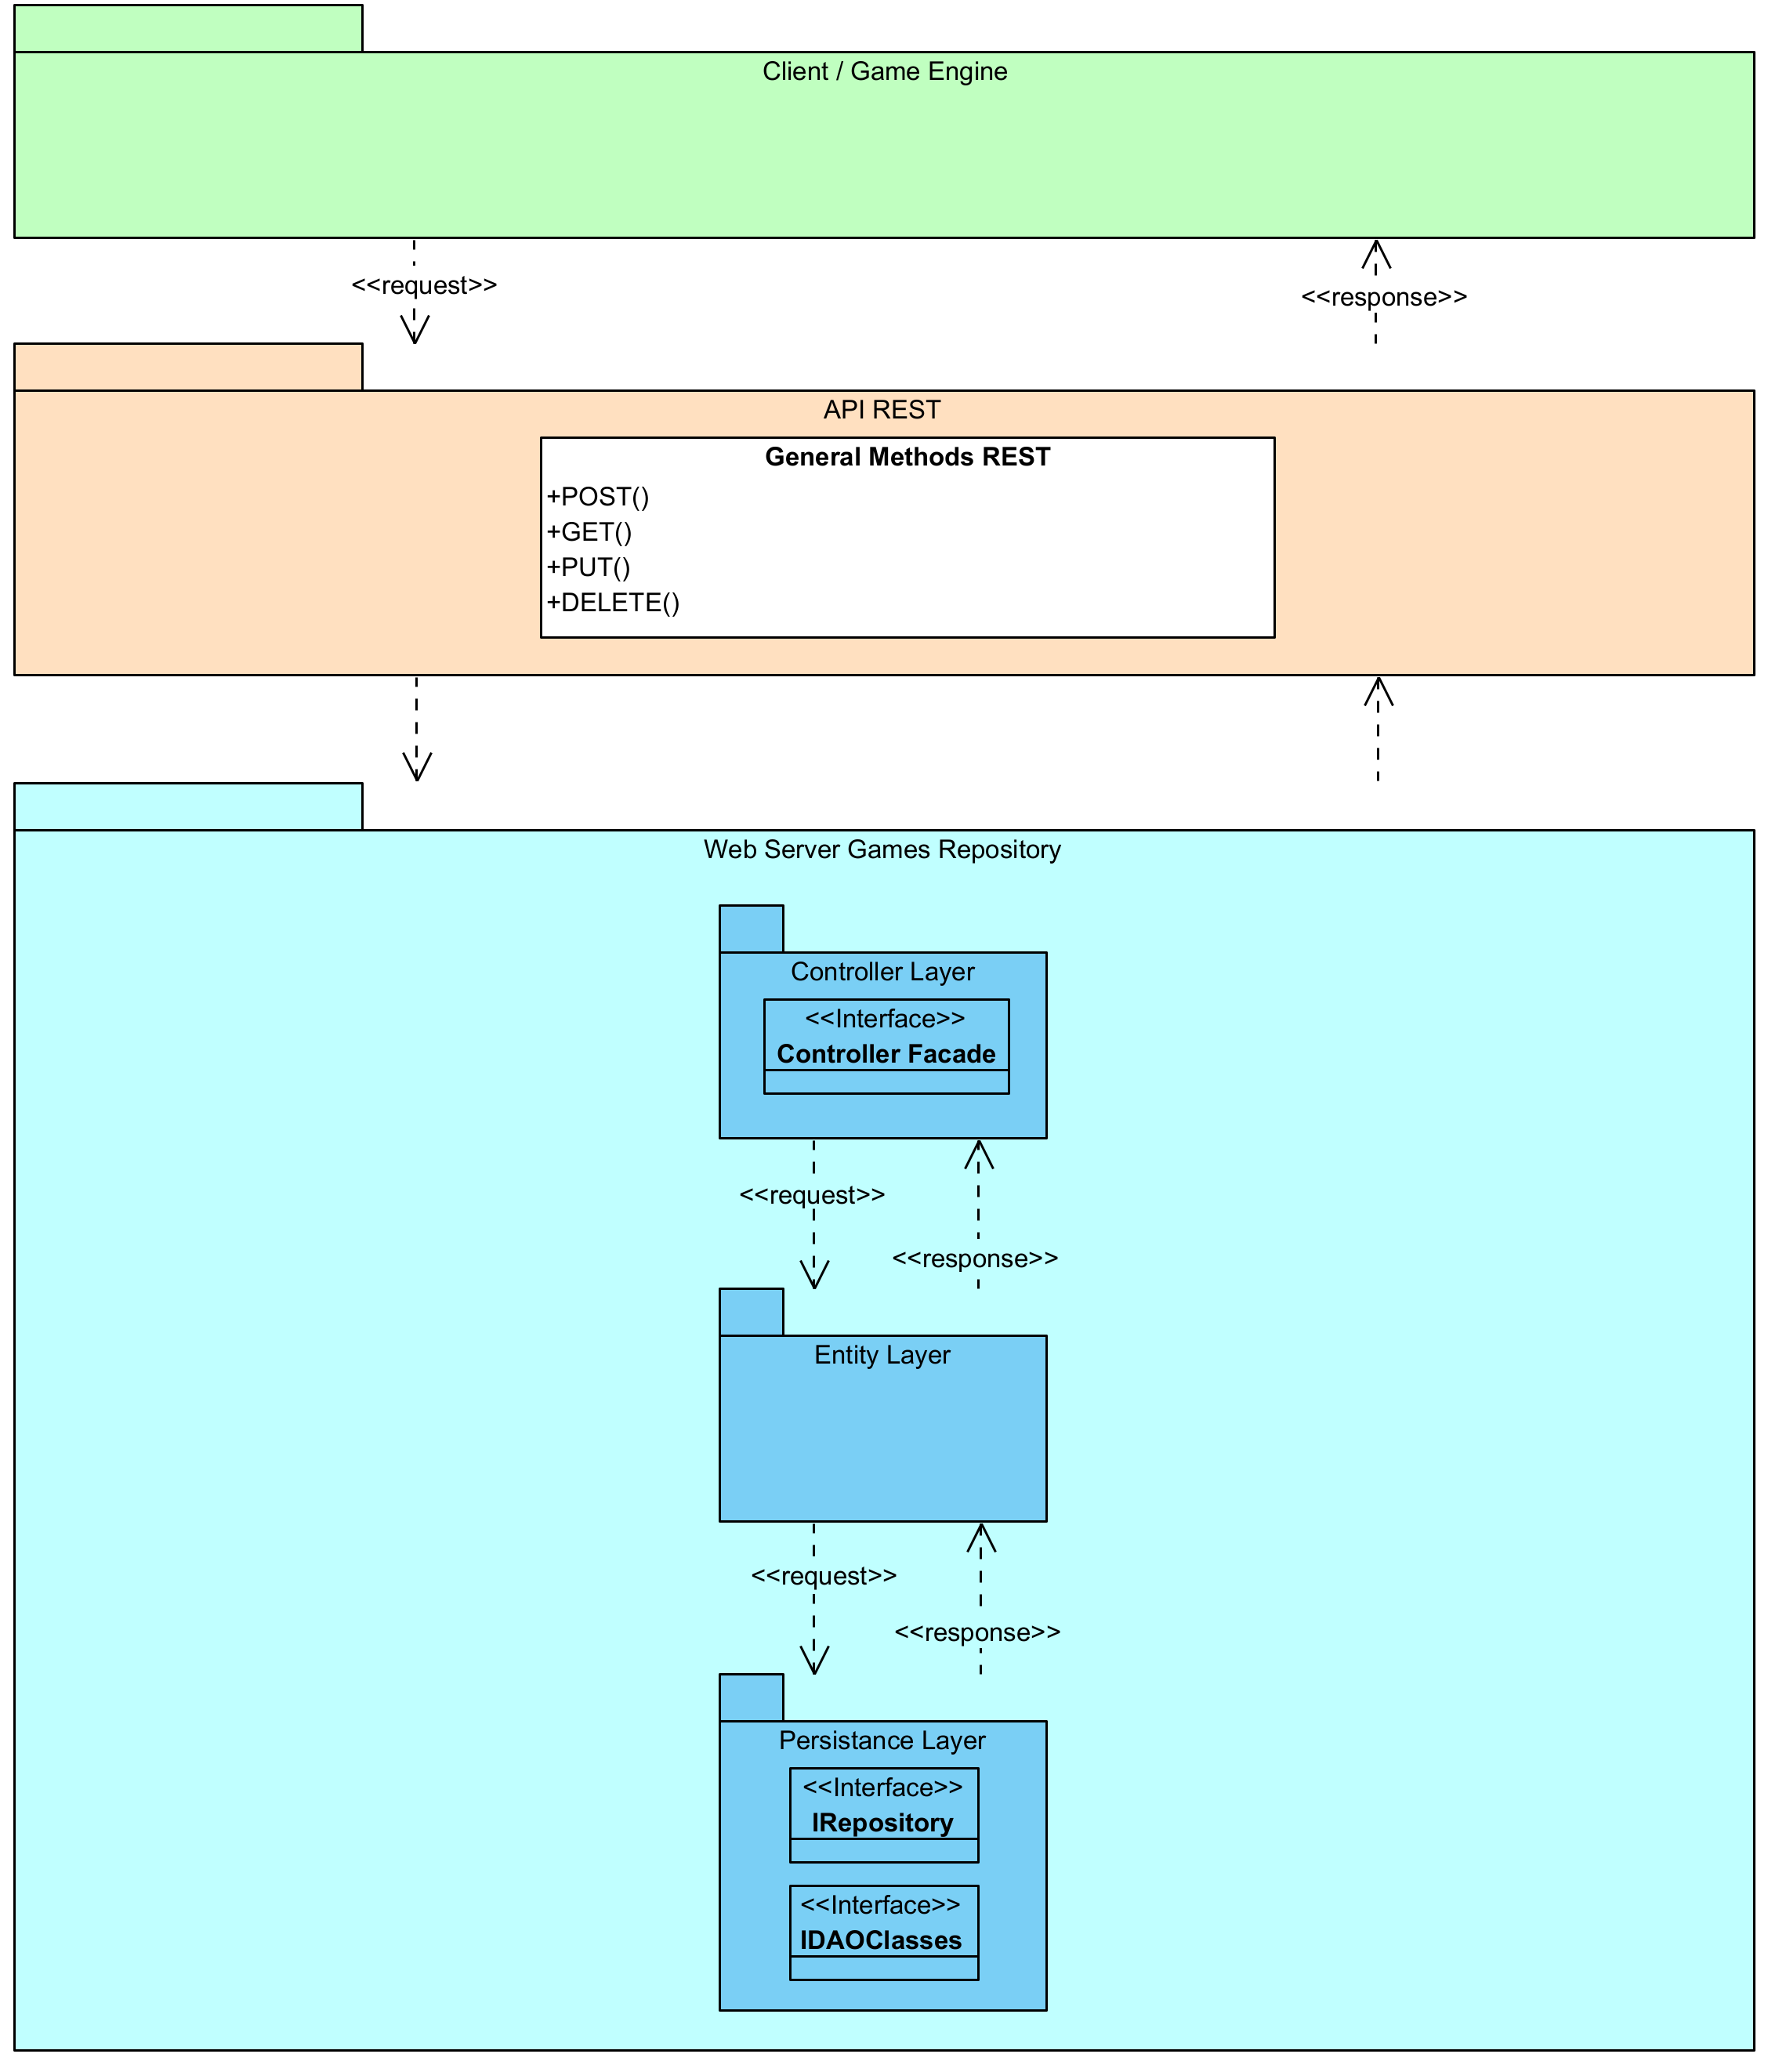 Client / Game Engine
<<request>>
<<response>>
API REST
General Methods REST
+POST()
+GET()
+PUT()
+DELETE()
Web Server Games Repository
Controller Layer
<<Interface>>
Controller Facade
<<request>>
<<response>>
Entity Layer
<<request>>
<<response>>
Persistance Layer
<<Interface>>
IRepository
<<Interface>>
IDAOClasses